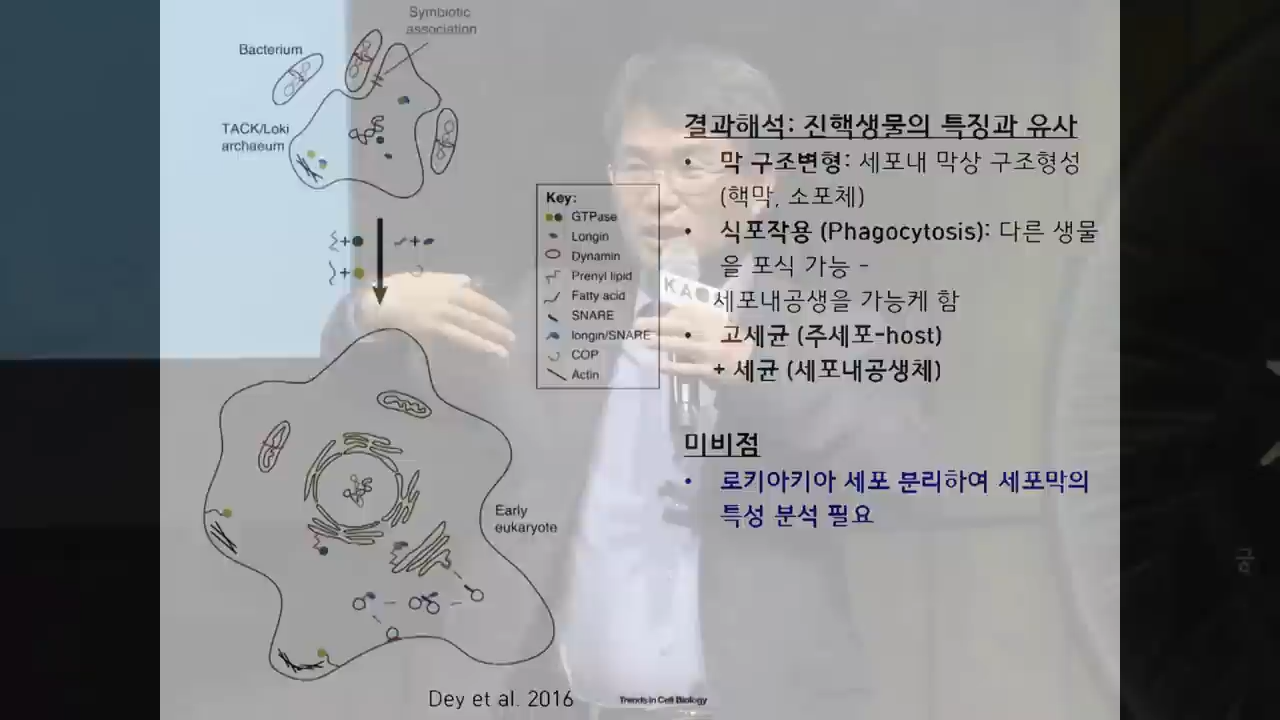 Symbiotic
association
Bacterium
TACK/Loki
archaeum
Key:
GTPase
Longin
Dynamin
Prenyl lipid
Fatty acid
SNARE
longin/SNARE
COP
Actin
Early
eukaryote
Dey et al. 2016
Trends in Cell Biology
결과해석: 진핵생물의 특징과 유사
• 막 구조변형: 세포내 막상 구조형성
(핵막, 소포체)
• 식포작용 (Phagocytosis): 다른 생물
을 포식 가능 –
세포내공생을 가능케 함
• 고세균 (주세포-host)
+ 세균 (세포내공생체)
미비점
• 로키아키아 세포 분리하여 세포막의
특성 분석 필요
KAO